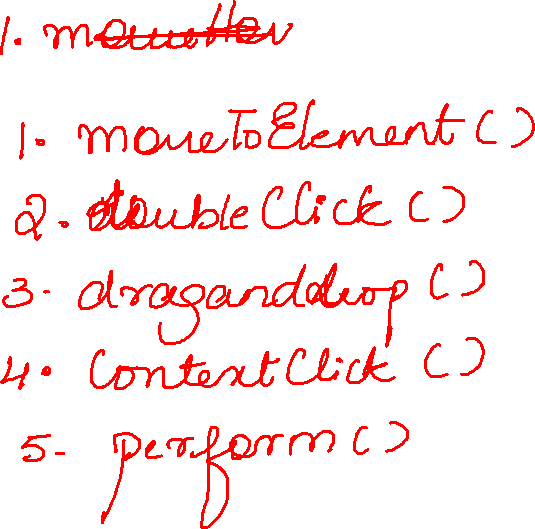 1.
1. moveToElement ()
2. doubleClick ()
3. draganddrop ()
4. ContextClick ()
5- perform ()